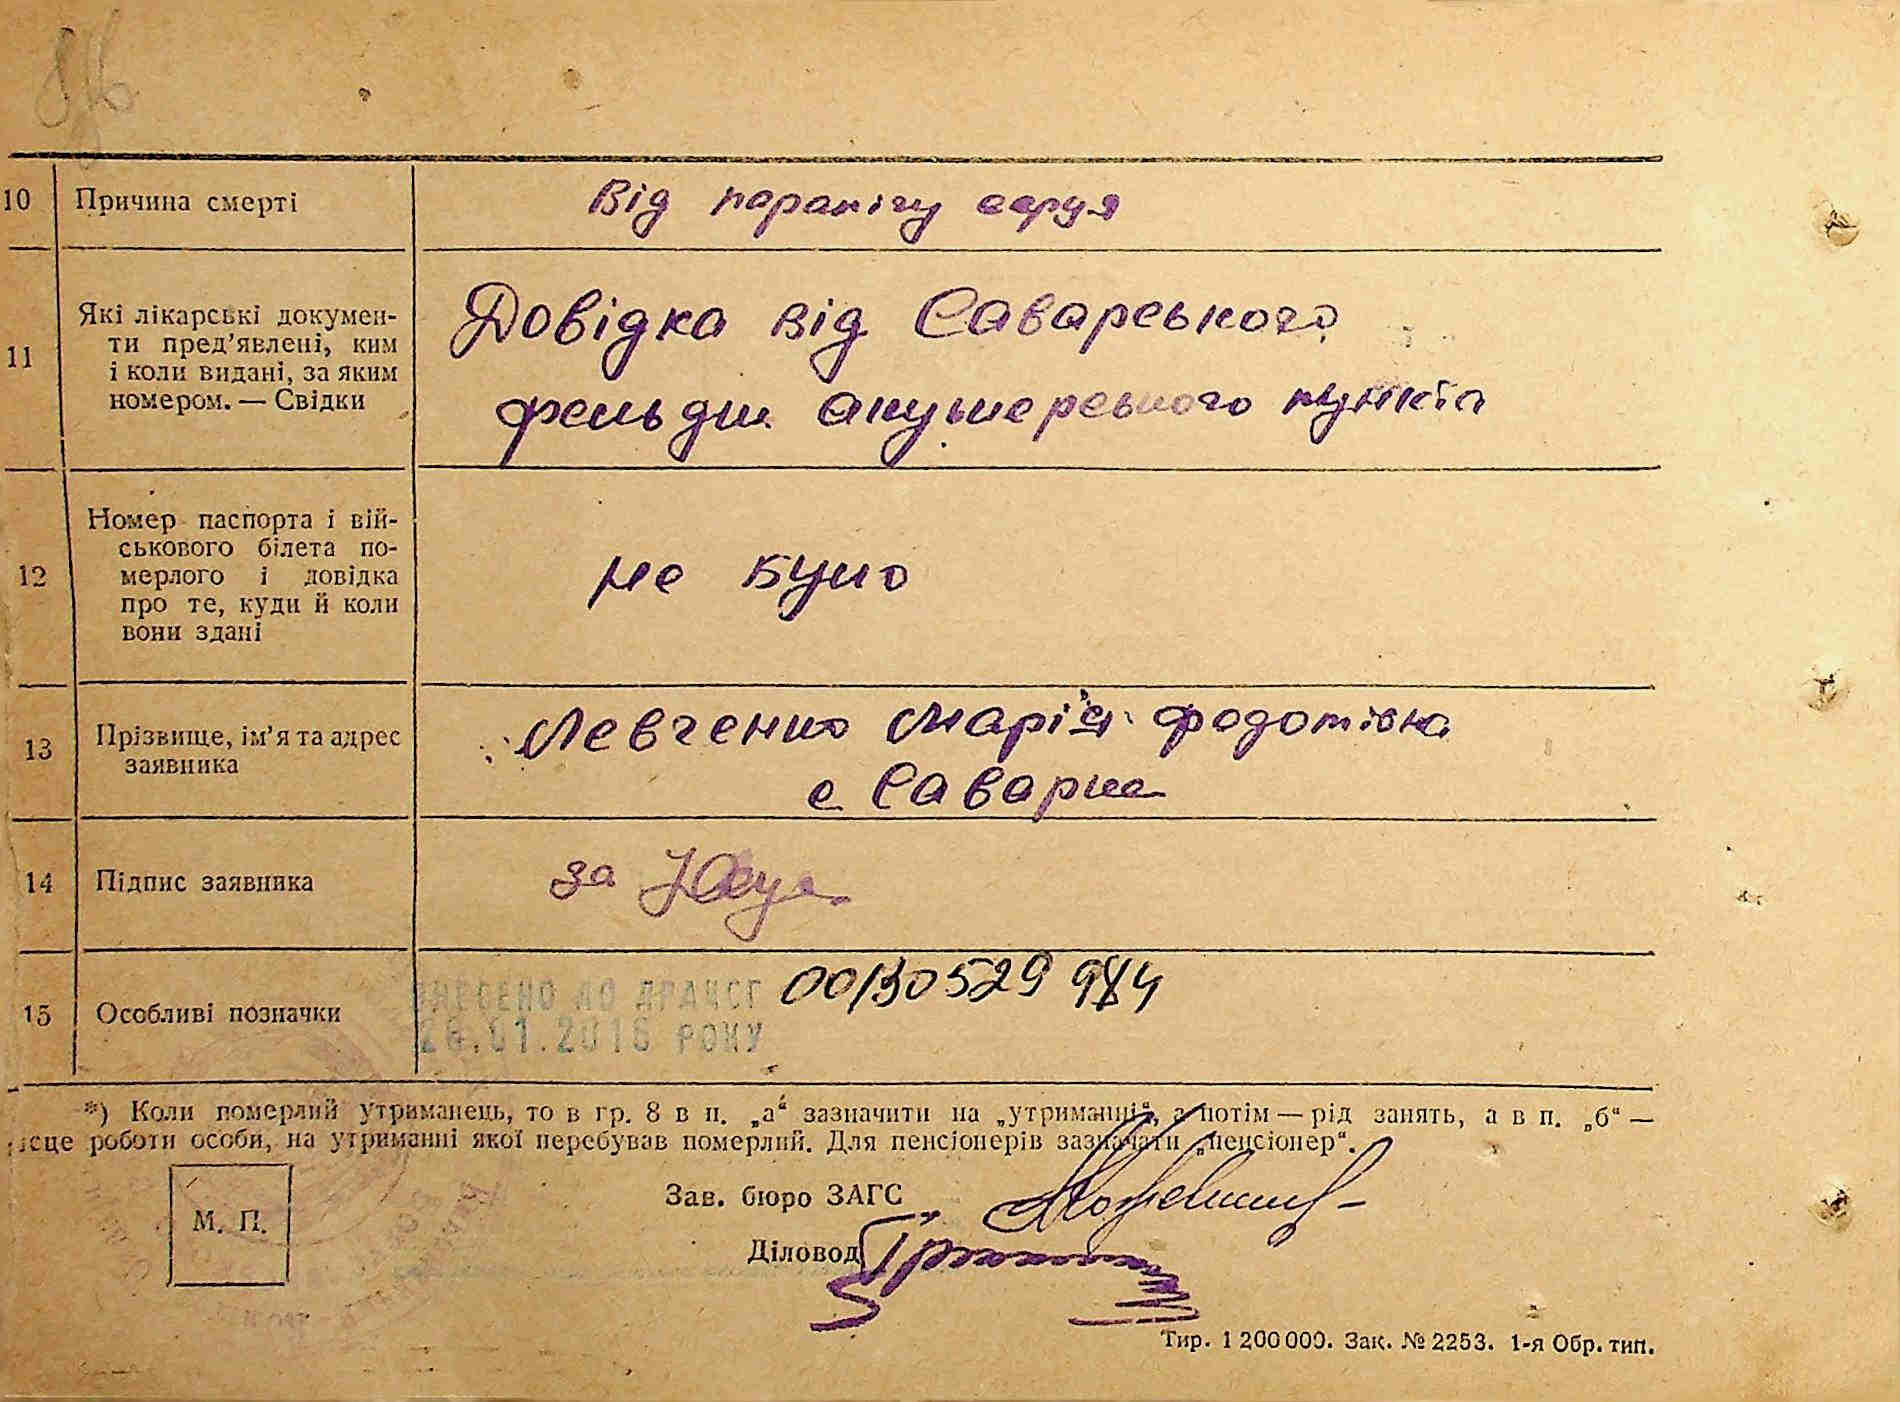 10 Причина смерті
Від паралічу серця
11 Які лікарські докумен-
ти пред’явлені, ким
і коли видані, за яким
номером. — Свідки
Довідка від Саварського
фельдш. акушерського пункта
12 Номер паспорта і вій-
ськового білета по-
мерлого і довідка
про те, куди й коли
вони здані
не було
13 Прізвище, ім’я та адрес
заявника
Левченко Марія Федотівна
с Саварка
14 Підпис заявника
за
15 Особливі позначки
ВНЕСЕНО ДО ДРАЦСГ
26.01.2016 РОКУ
00130529984
*) Коли померлий утриманець, то в гр. 8 в п. „а“ зазначити на „утриманні“, а потім — рід занять, а в п. „б“ —
місце роботи особи, на утриманні якої перебував померлий. Для пенсіонерів зазначати „пенсіонер“.
М. П.
Зав. бюро ЗАГС
Діловод
Тир. 1 200 000. Зак. № 2253. 1-я Обр. тип.